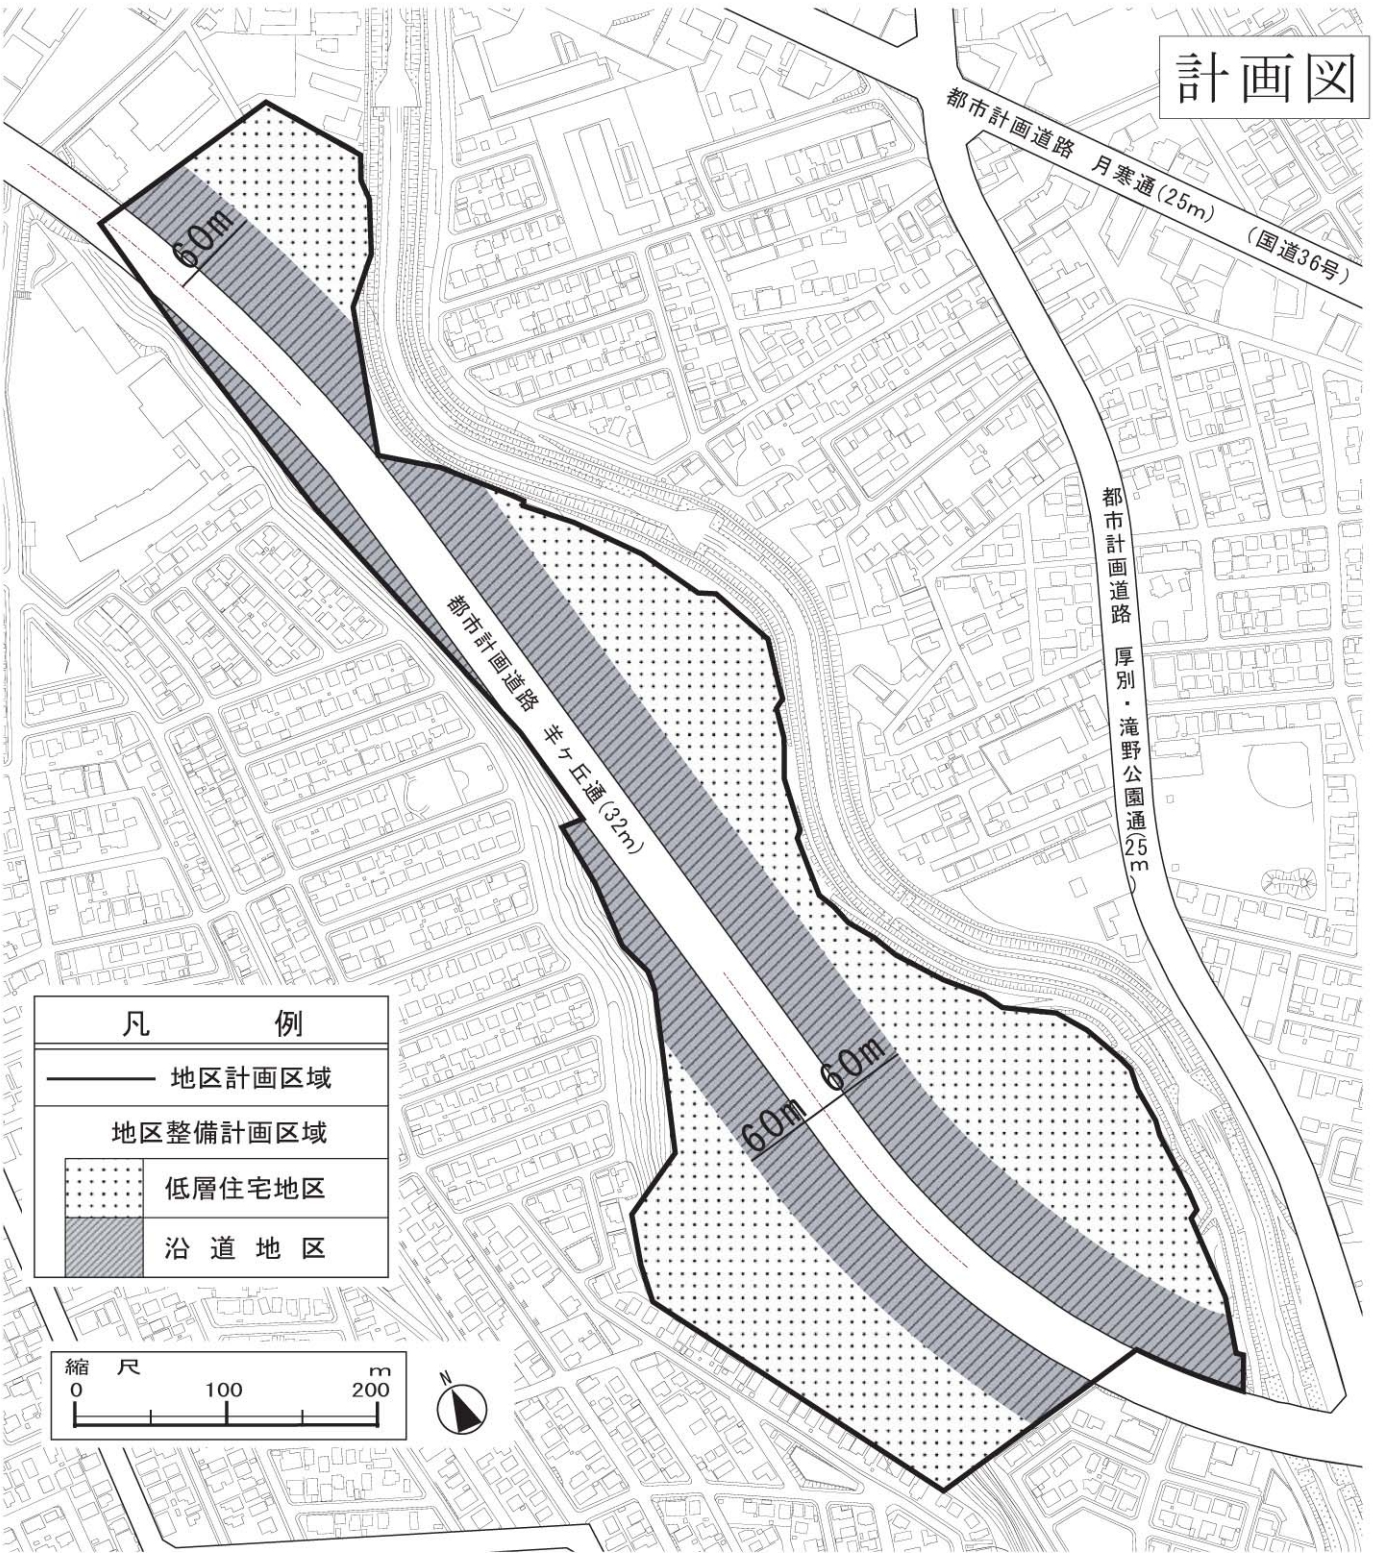 計画図
都市計画道路 月寒通(25m)
(国道36号)
60m
都市計画道路 厚別・滝野公園通(25m)
都市計画道路 羊ケ丘通(32m)
60m
60m
凡例
地区計画区域
地区整備計画区域
低層住宅地区
沿道地区
縮尺 m
0 100 200
N